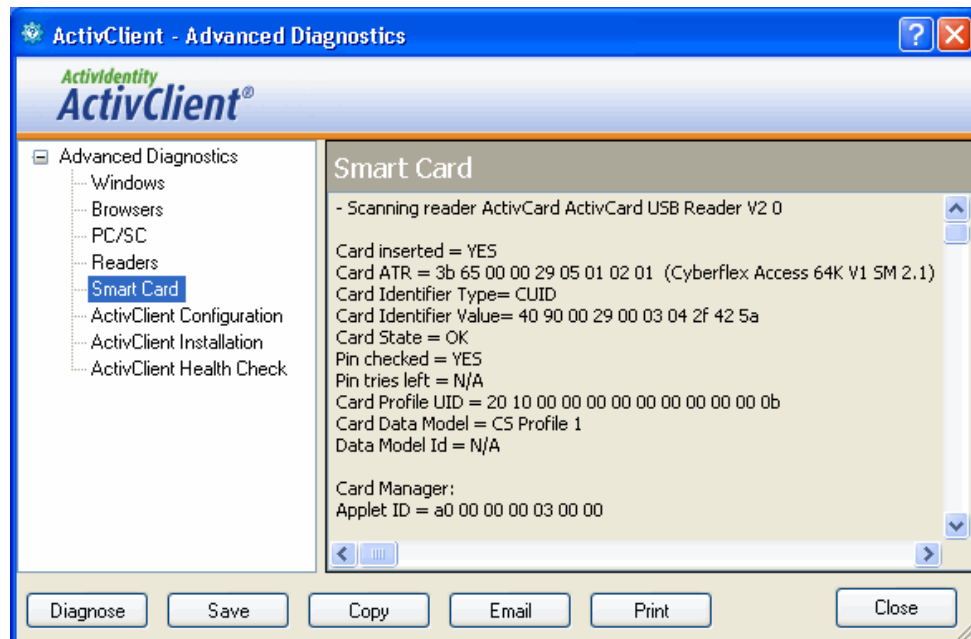 ActivClient - Advanced Diagnostics
ActivIdentity
ActivClient®
Advanced Diagnostics
Windows
Browsers
PC/SC
Readers
Smart Card
ActivClient Configuration
ActivClient Installation
ActivClient Health Check
Smart Card
- Scanning reader ActivCard ActivCard USB Reader V2 0
Card inserted = YES
Card ATR = 3b 65 00 00 29 05 01 02 01 (Cyberflex Access 64K V1 SM 2.1)
Card Identifier Type= CUID
Card Identifier Value= 40 90 00 29 00 03 04 2f 42 5a
Card State = OK
Pin checked = YES
Pin tries left = N/A
Card Profile UID = 20 10 00 00 00 00 00 00 00 00 00 00 0b
Card Data Model = CS Profile 1
Data Model Id = N/A
Card Manager:
Applet ID = a0 00 00 00 03 00 00
Diagnose
Save
Copy
Email
Print
Close